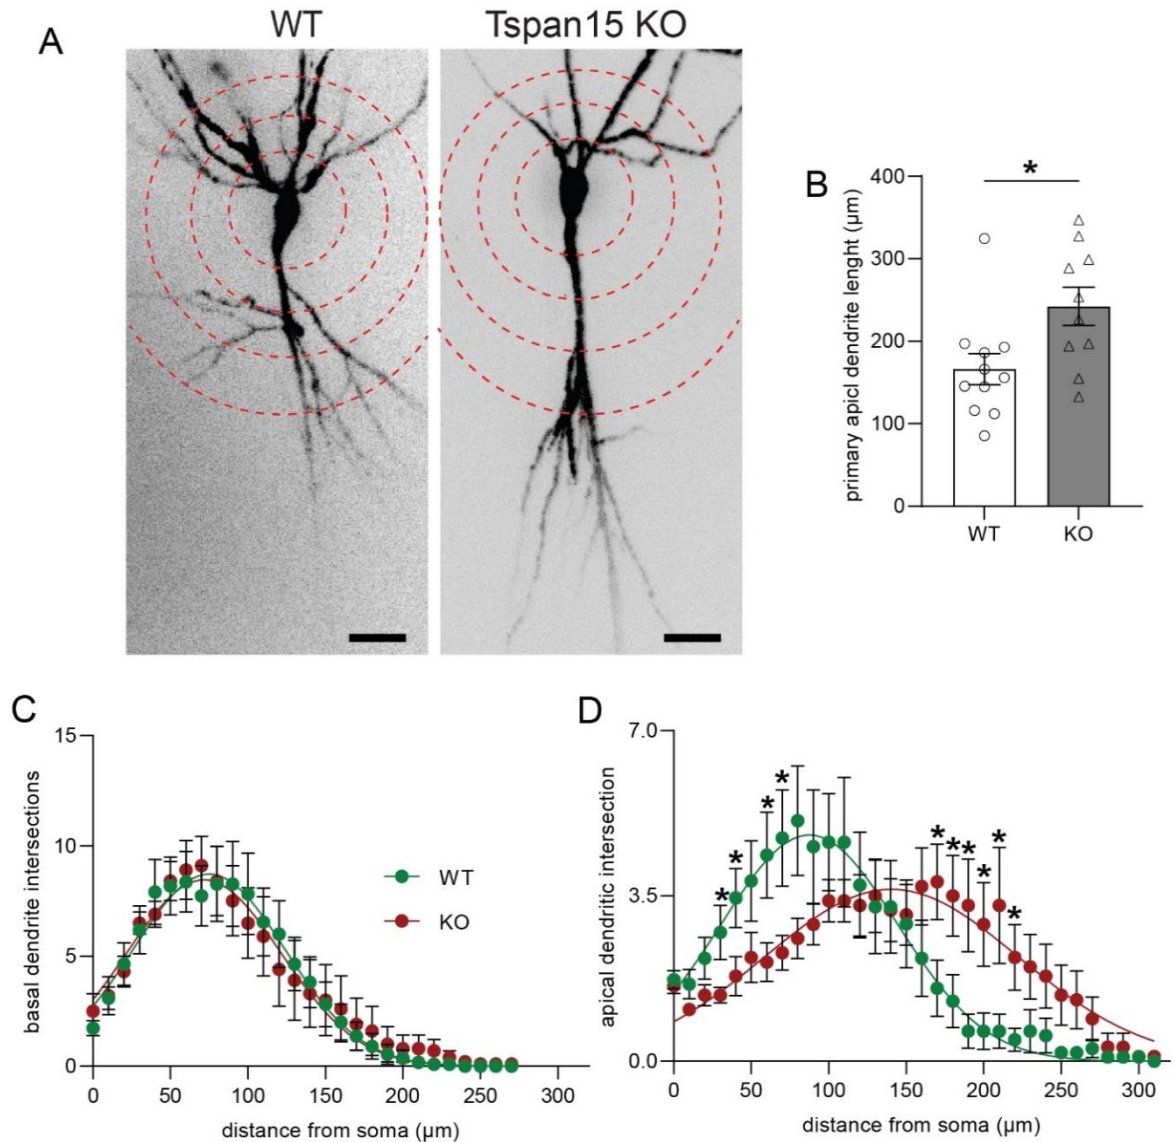 A
WT
Tspan15 KO
B
primary apicl dendrite lenght (µm)
400
300
200
100
0
*
WT
KO
C
basal dendrite intersections
15
10
5
0
WT
KO
0 50 100 150 200 250 300
distance from soma (µm)
D
apical dendritic intersection
7.0
3.5
0.0
* * * * * * * * * *
0 50 100 150 200 250 300
distance from soma (µm)